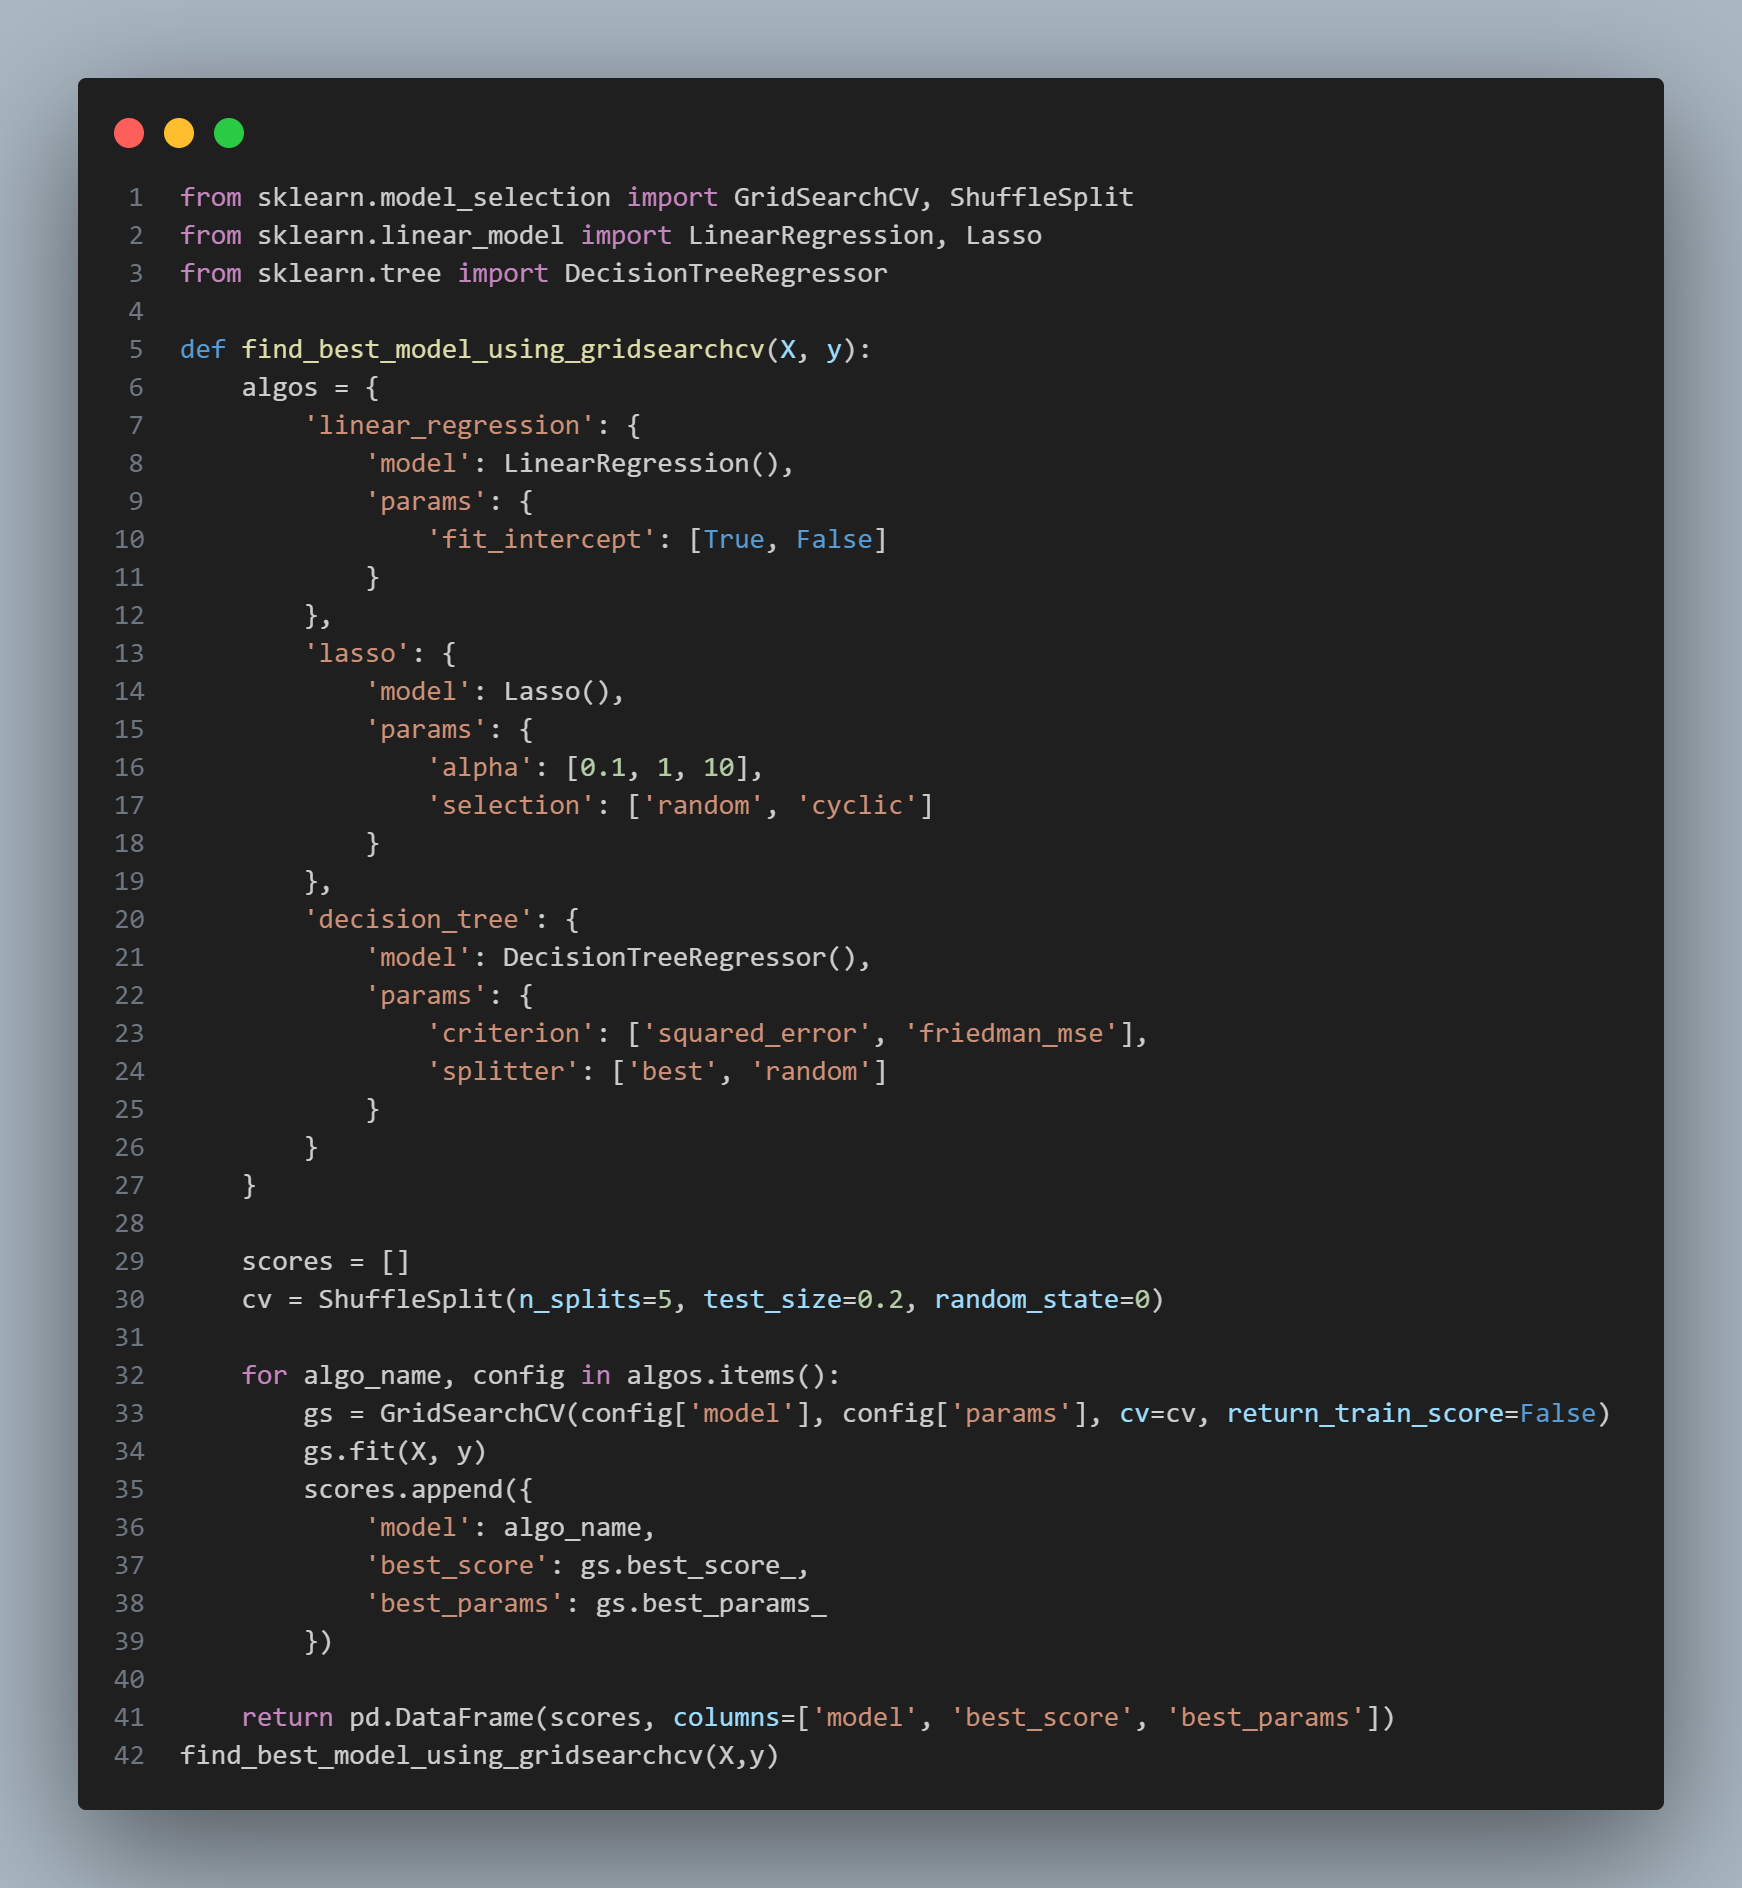 1 from sklearn.model_selection import GridSearchCV, ShuffleSplit
2 from sklearn.linear_model import LinearRegression, Lasso
3 from sklearn.tree import DecisionTreeRegressor
4
5 def find_best_model_using_gridsearchcv(X, y):
6     algos = {
7         'linear_regression': {
8             'model': LinearRegression(),
9             'params': {
10                 'fit_intercept': [True, False]
11             }
12         },
13         'lasso': {
14             'model': Lasso(),
15             'params': {
16                 'alpha': [0.1, 1, 10],
17                 'selection': ['random', 'cyclic']
18             }
19         },
20         'decision_tree': {
21             'model': DecisionTreeRegressor(),
22             'params': {
23                 'criterion': ['squared_error', 'friedman_mse'],
24                 'splitter': ['best', 'random']
25             }
26         }
27     }
28
29     scores = []
30     cv = ShuffleSplit(n_splits=5, test_size=0.2, random_state=0)
31
32     for algo_name, config in algos.items():
33         gs = GridSearchCV(config['model'], config['params'], cv=cv, return_train_score=False)
34         gs.fit(X, y)
35         scores.append({
36             'model': algo_name,
37             'best_score': gs.best_score_,
38             'best_params': gs.best_params_
39         })
40
41     return pd.DataFrame(scores, columns=['model', 'best_score', 'best_params'])
42 find_best_model_using_gridsearchcv(X,y)